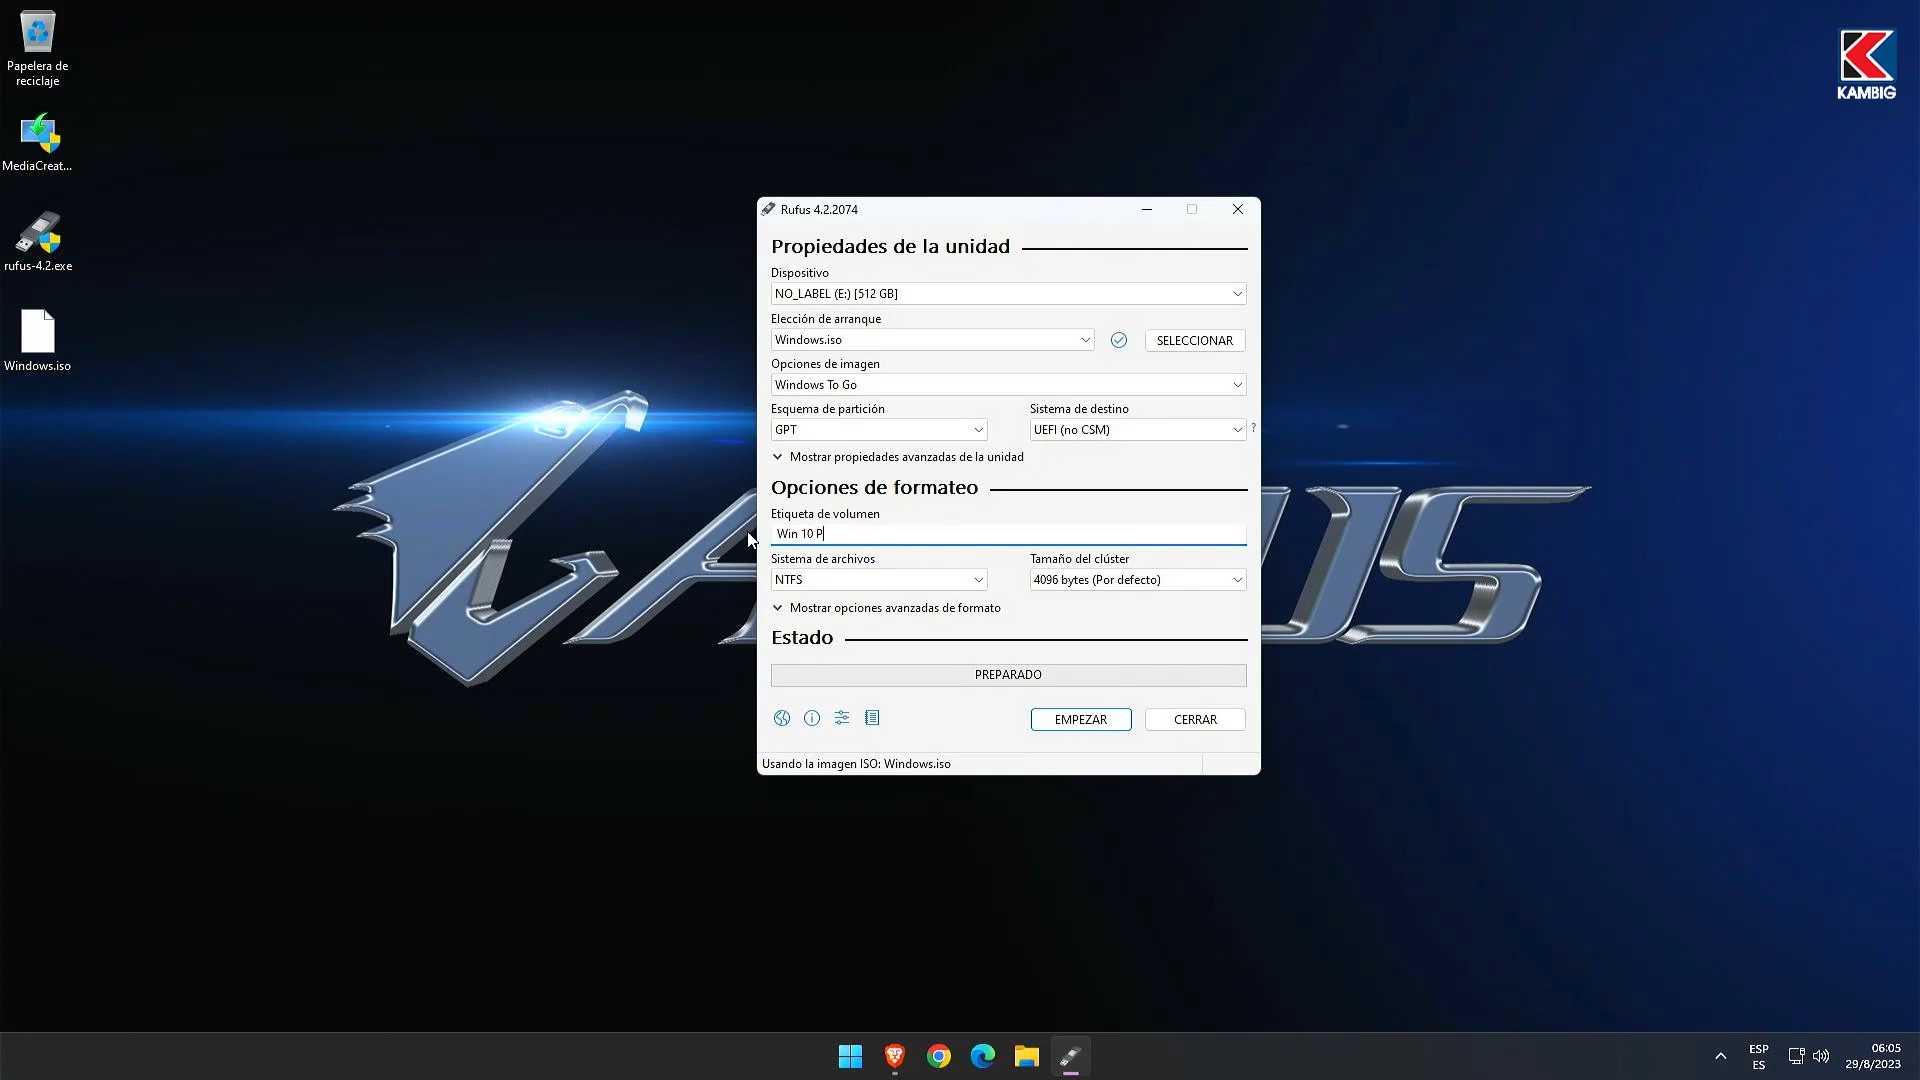 Papelera de
reciclaje
MediaCreat...
rufus-4.2.exe
Windows.iso
KAMBIG
Rufus 4.2.2074
Propiedades de la unidad
Dispositivo
NO_LABEL (E:) [512 GB]
Elección de arranque
Windows.iso
SELECCIONAR
Opciones de imagen
Windows To Go
Esquema de partición
Sistema de destino
GPT
UEFI (no CSM)
?
Mostrar propiedades avanzadas de la unidad
Opciones de formateo
Etiqueta de volumen
Win 10 P
Sistema de archivos
Tamaño del clúster
NTFS
4096 bytes (Por defecto)
Mostrar opciones avanzadas de formato
Estado
PREPARADO
EMPEZAR
CERRAR
Usando la imagen ISO: Windows.iso
ESP
ES
06:05
29/8/2023